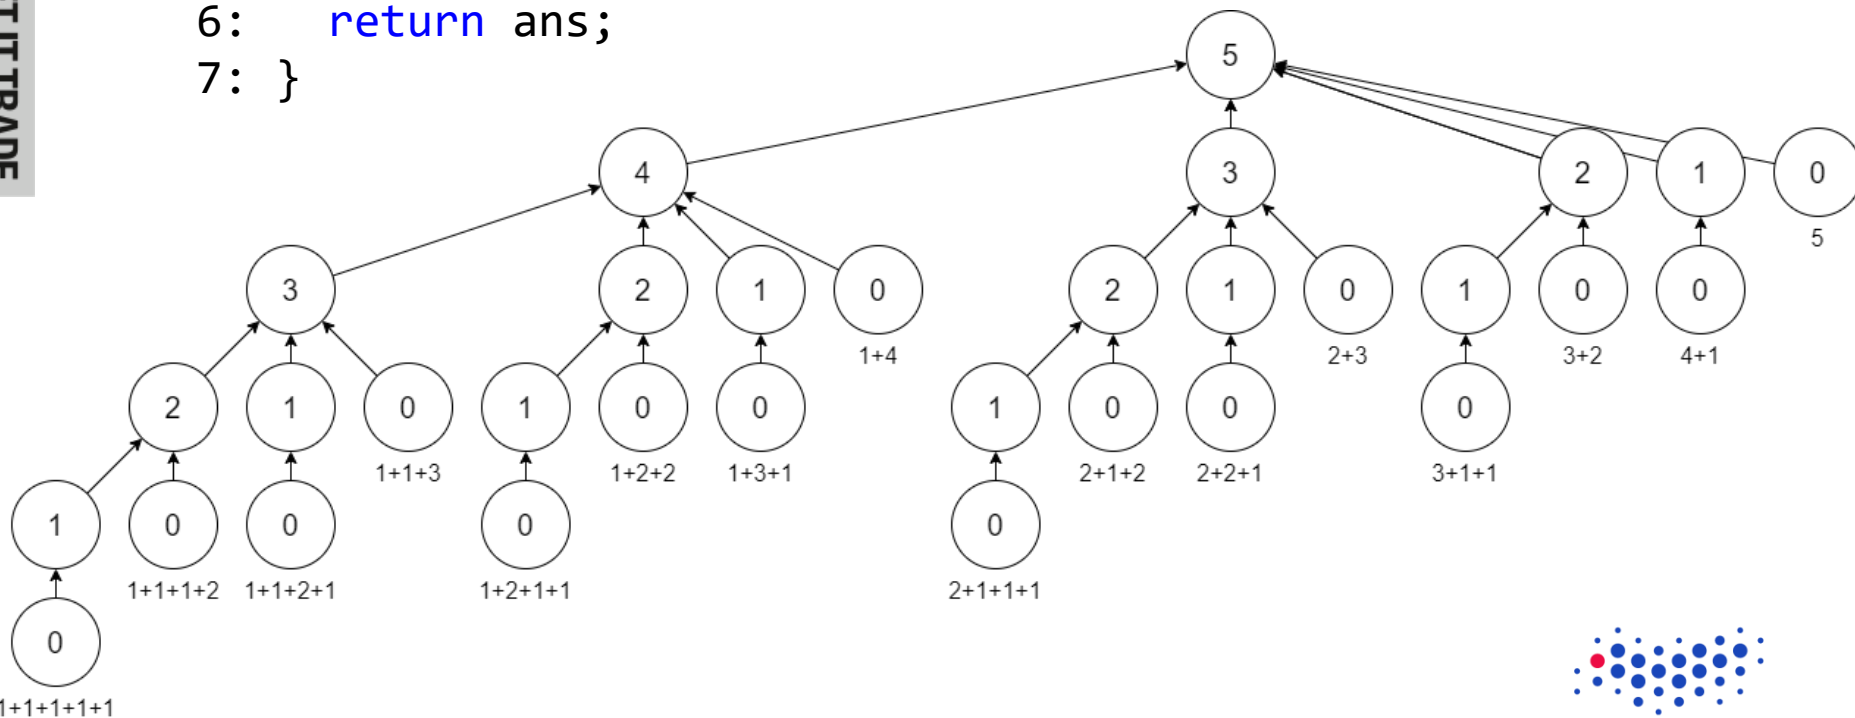 6: return ans;
7: }
IT TRADE
5
4 3 2 1 0
5
3 2 1 0 2 1 0 1 0 0
1+4 2+3 3+2 4+1
2 1 0 1 0 0 1 0 0 0
1+1+3 1+2+2 1+3+1 2+1+2 2+2+1 3+1+1
1 0 0 0 0
1+1+1+2 1+1+2+1 1+2+1+1 2+1+1+1
0
1+1+1+1+1